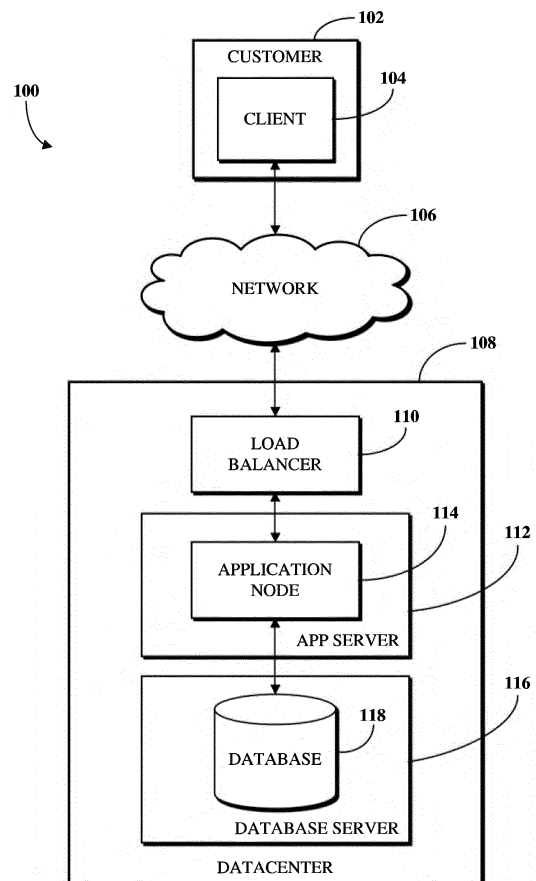 102
CUSTOMER
104
100
CLIENT
106
NETWORK
108
110
LOAD
BALANCER
114
112
APPLICATION
NODE
APP SERVER
116
118
DATABASE
DATABASE SERVER
DATACENTER